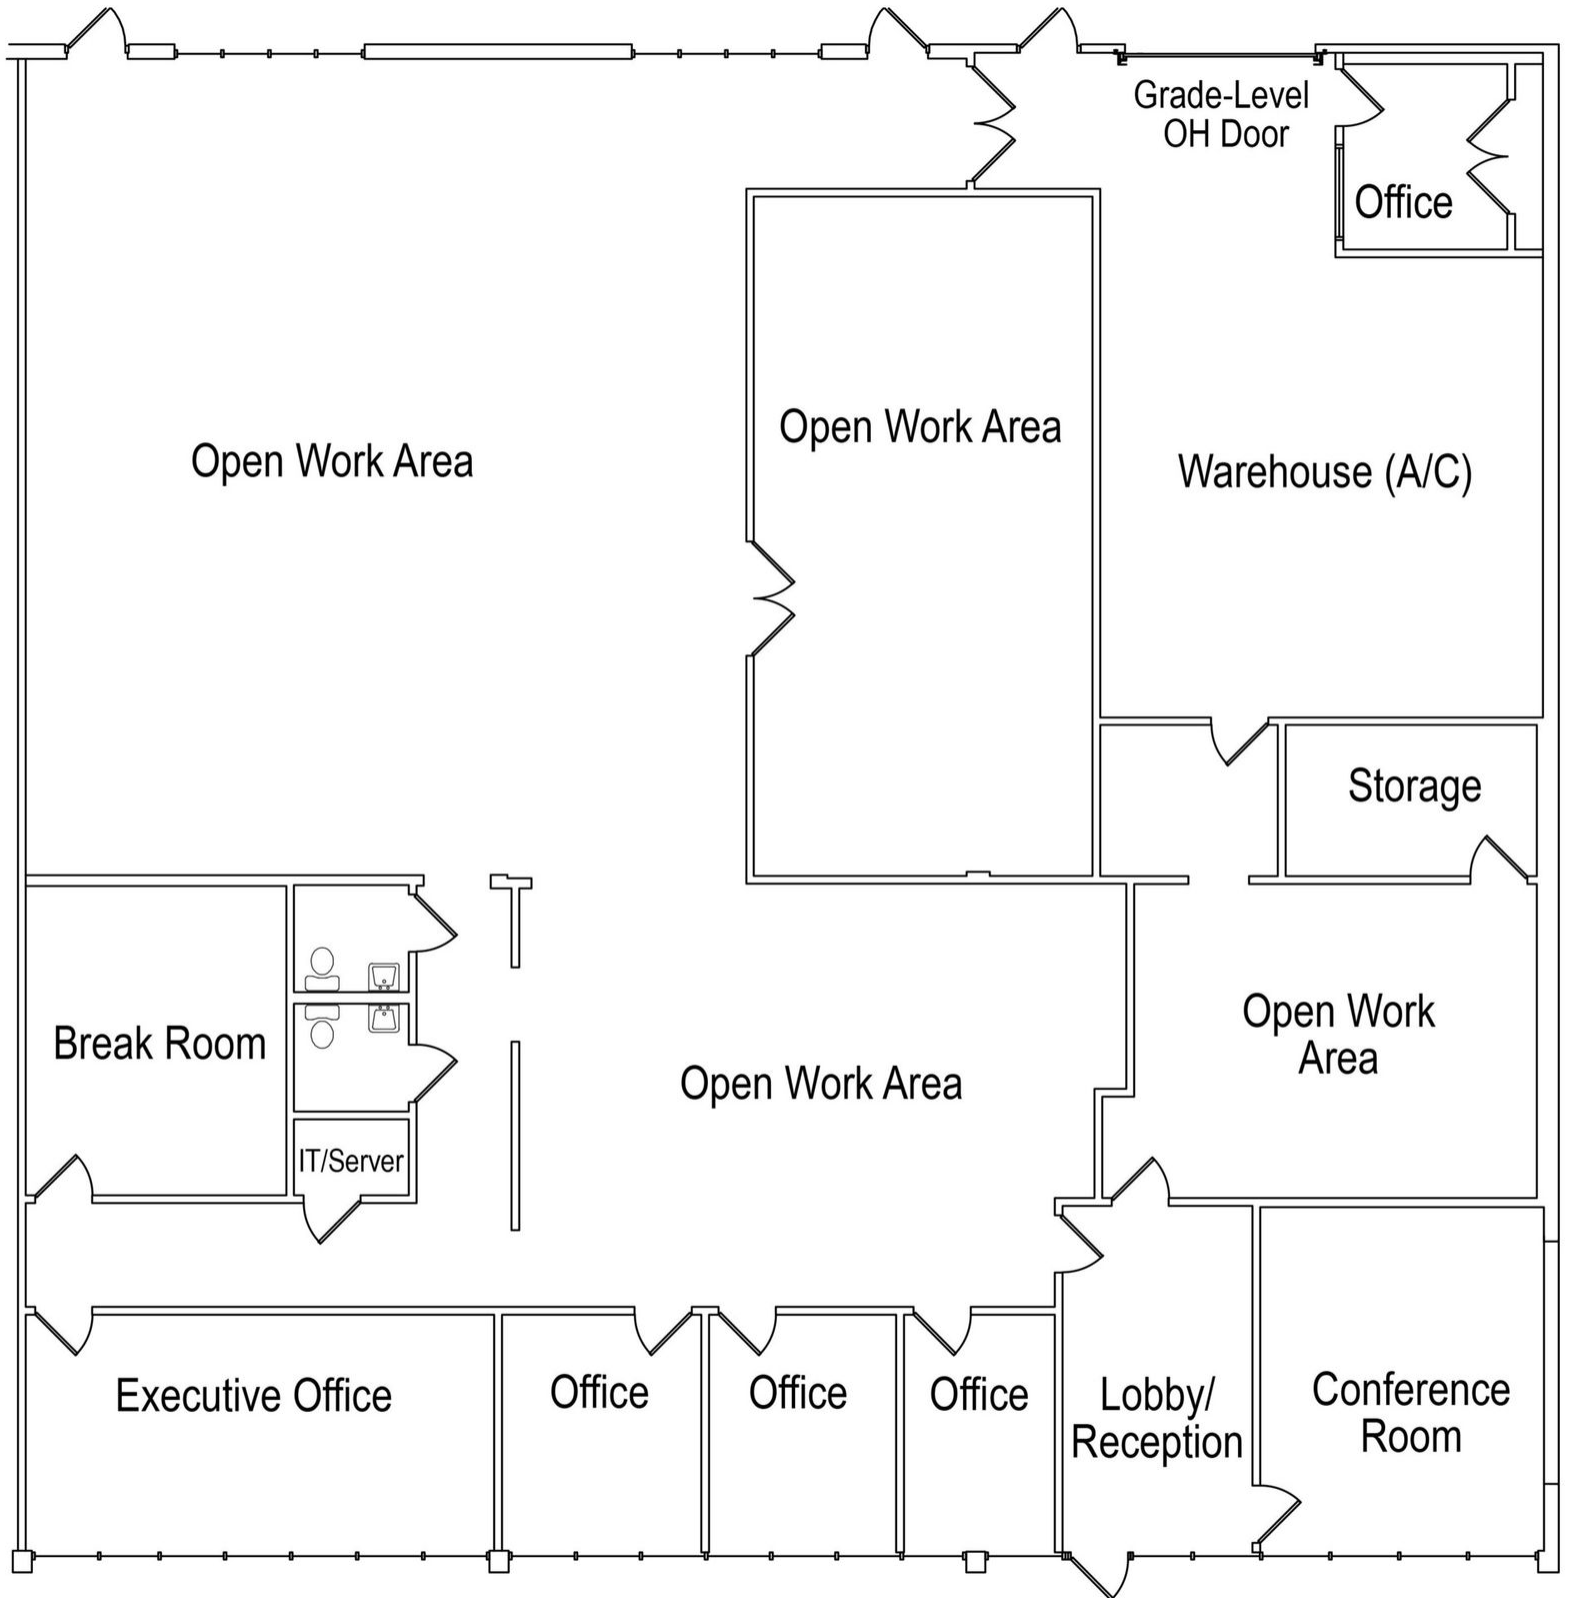 Grade-Level
OH Door
Office
Open Work Area
Open Work Area
Warehouse (A/C)
Storage
Break Room
Open Work
Area
Open Work Area
IT/Server
Executive Office
Office
Office
Office
Lobby/
Reception
Conference
Room